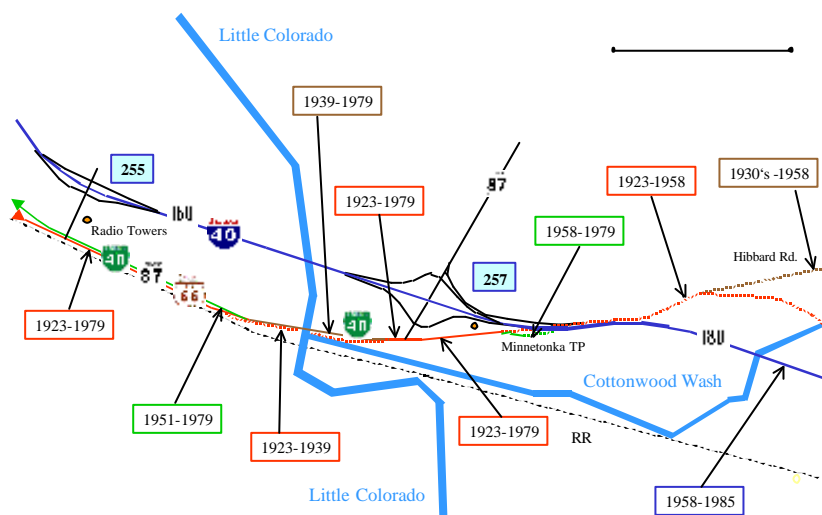 Little Colorado
1939-1979
255
87
1923-1979
1923-1958
1930's -1958
Radio Towers
180
40
1958-1979
Hibbard Rd.
40
87
66
257
1923-1979
40
Minnetonka TP
180
1951-1979
1923-1939
1923-1979
Cottonwood Wash
RR
Little Colorado
1958-1985